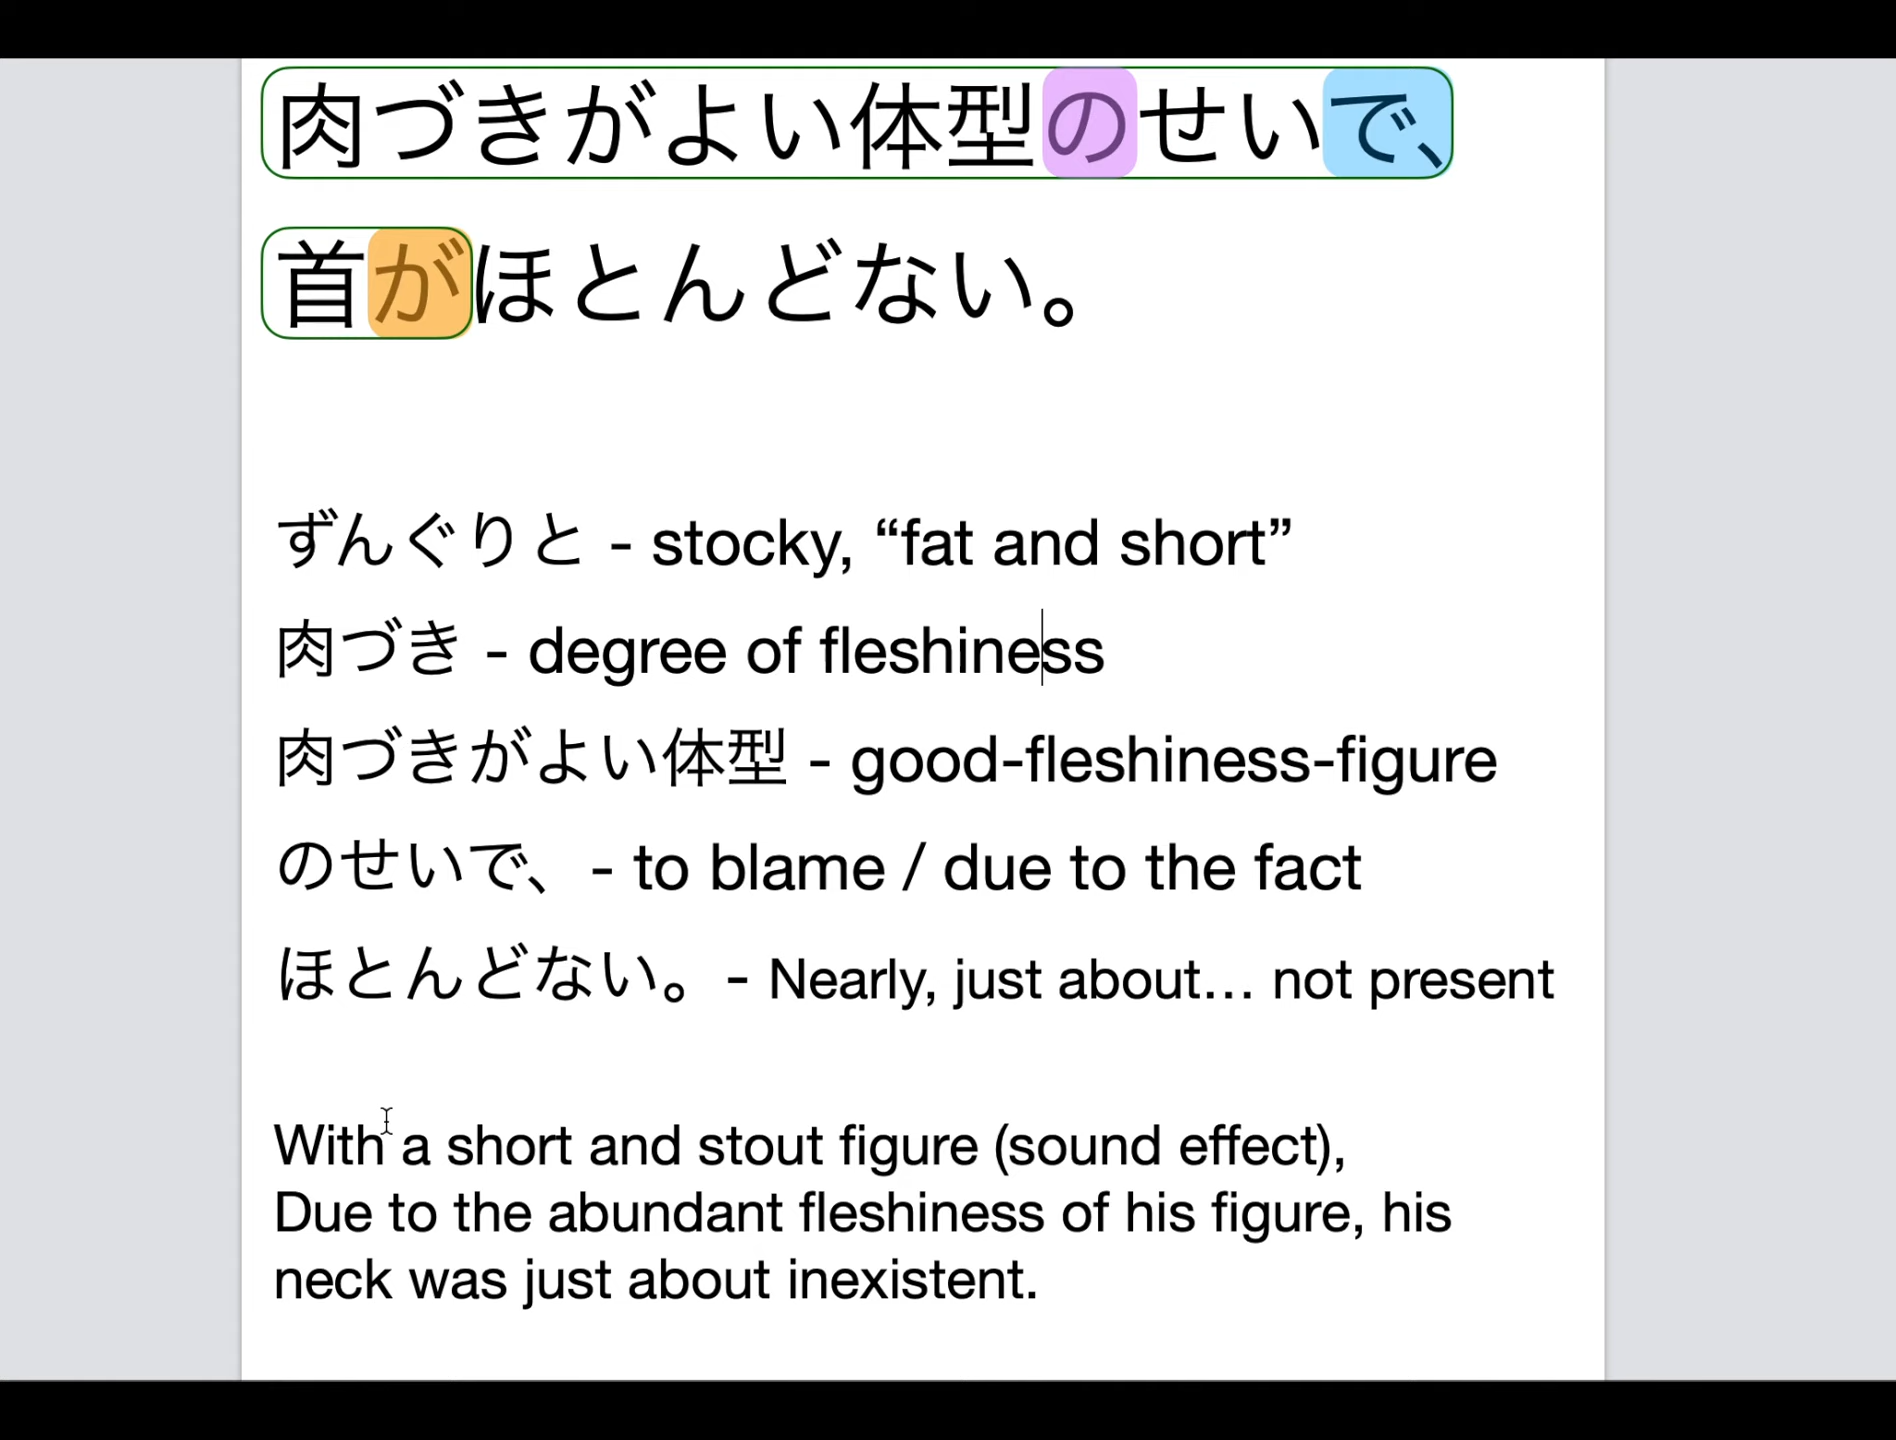 肉づきがよい体型のせいで、
首がほとんどない。
ずんぐりと - stocky, “fat and short”
肉づき - degree of fleshiness
肉づきがよい体型 - good-fleshiness-figure
のせいで、 - to blame / due to the fact
ほとんどない。 - Nearly, just about… not present
With a short and stout figure (sound effect),
Due to the abundant fleshiness of his figure, his
neck was just about inexistent.